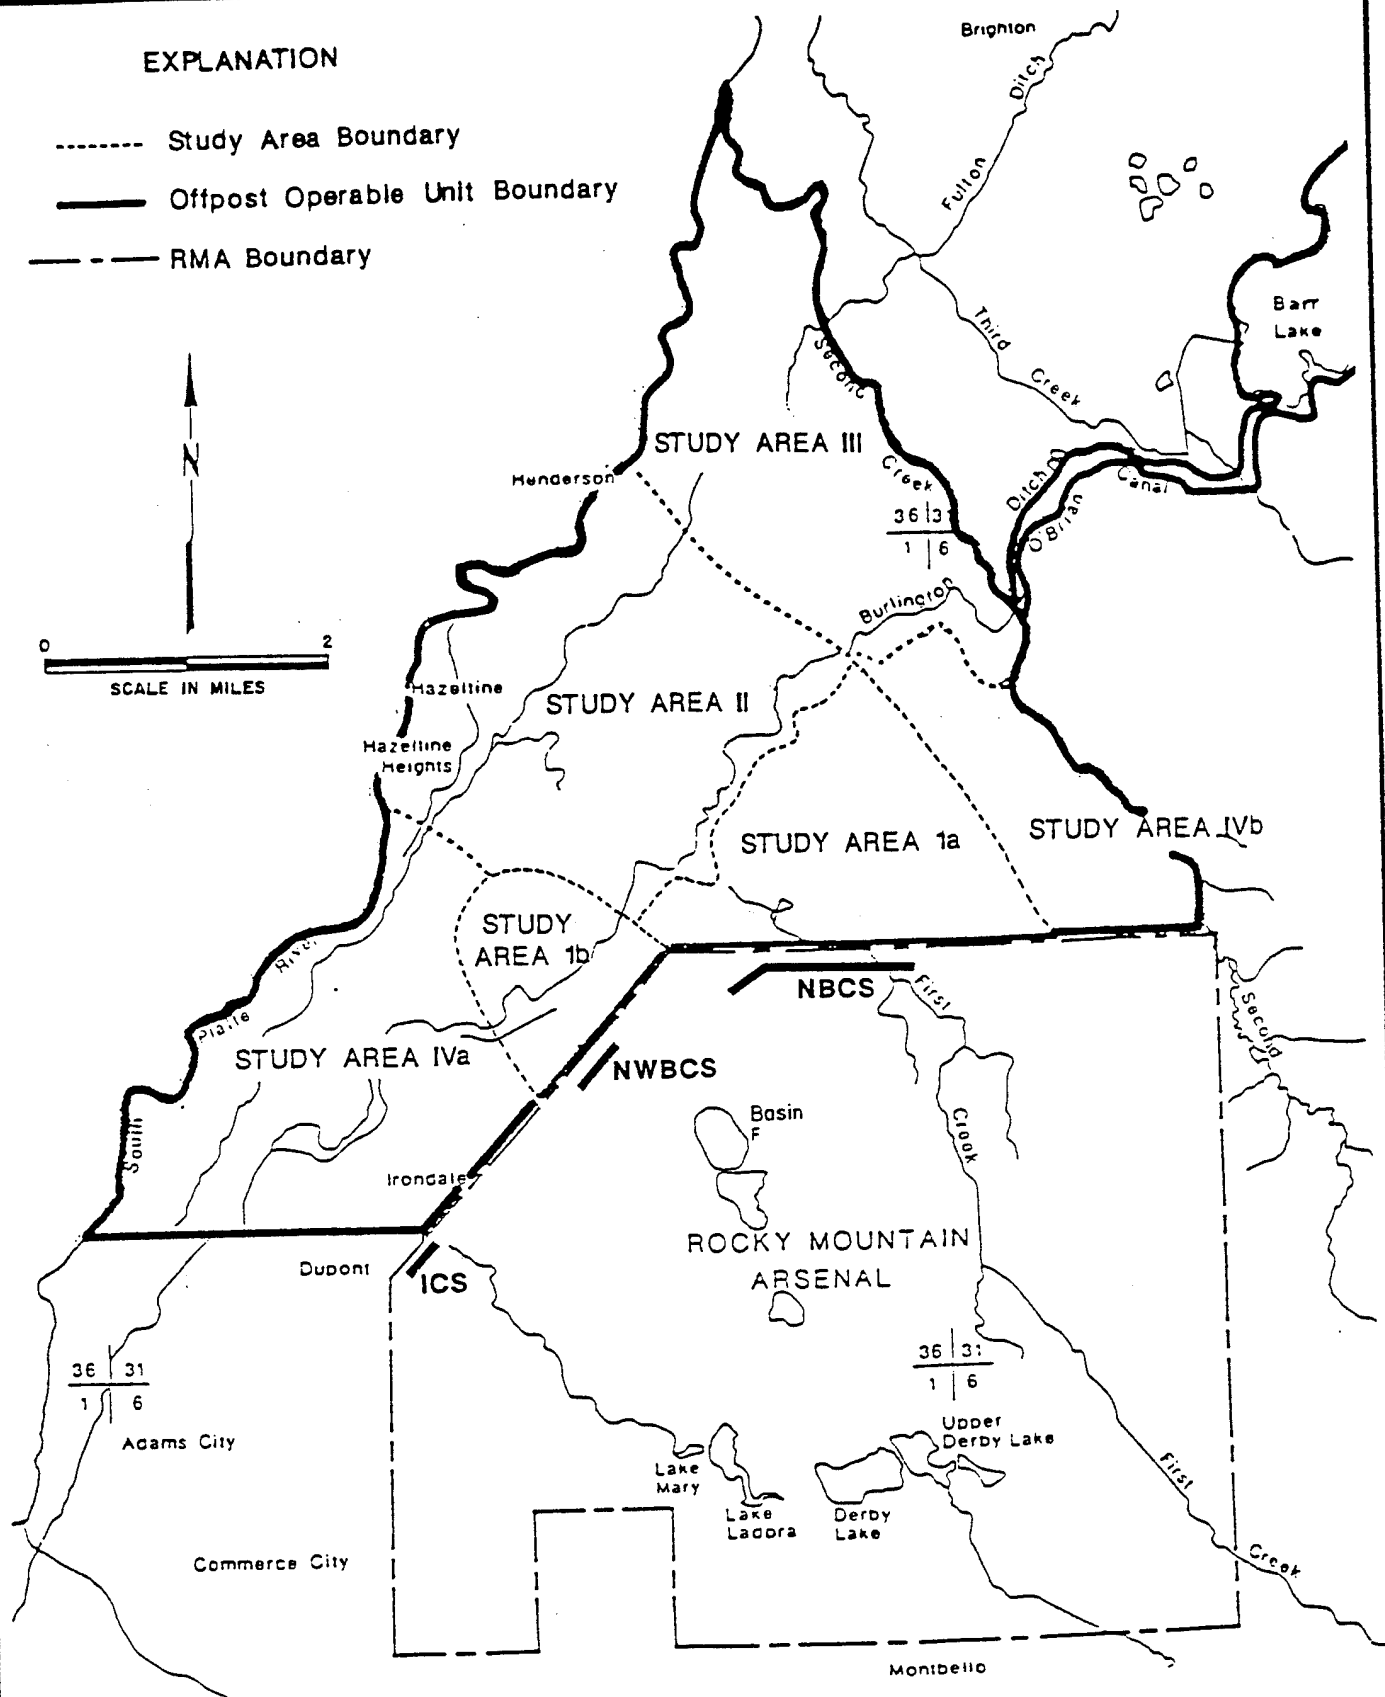 Brighton
EXPLANATION
Study Area Boundary
Offpost Operable Unit Boundary
RMA Boundary
Fulton Ditch
Barr
Lake
Third Creek
Second Creek
N
STUDY AREA III
Henderson
Ditch
O'Brian Canal
36 31
1 6
Burlington
0 2
SCALE IN MILES
Hazeltine
STUDY AREA II
Hazeltine
Heights
STUDY AREA 1a
STUDY AREA IVb
STUDY
AREA 1b
South Platte River
NBCS
First Creek
Second
STUDY AREA IVa
NWBCS
Basin
F
Irondale
ROCKY MOUNTAIN
ARSENAL
Dupont
ICS
36 31
1 6
36 31
1 6
Adams City
Upper
Derby Lake
Lake
Mary
Lake
Ladora
Derby
Lake
First Creek
Commerce City
Montbello